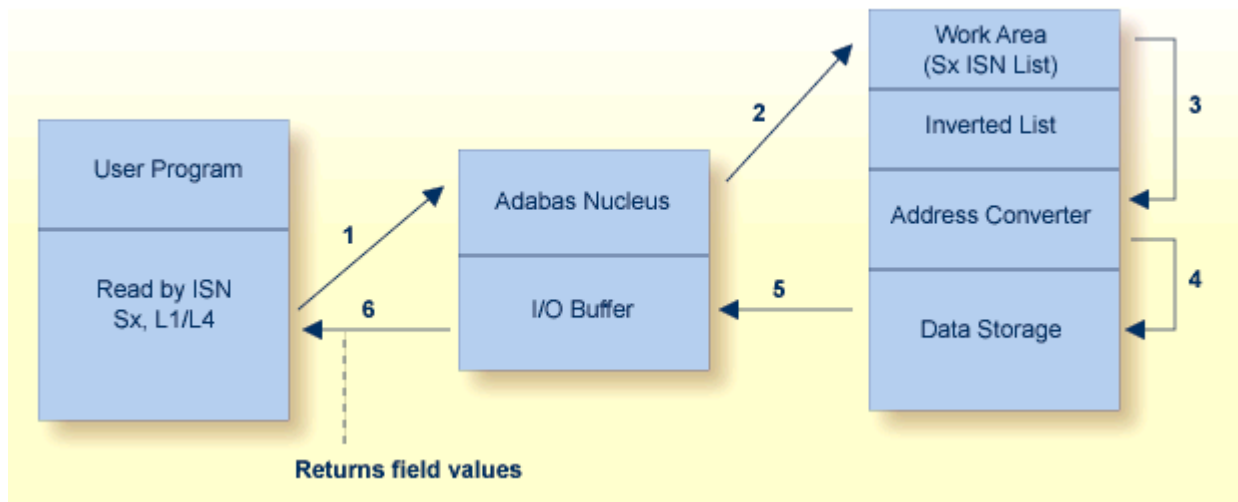 User Program
Read by ISN
Sx, L1/L4
1
6
Returns field values
Adabas Nucleus
I/O Buffer
2
5
Work Area
(Sx ISN List)
Inverted List
Address Converter
Data Storage
3
4